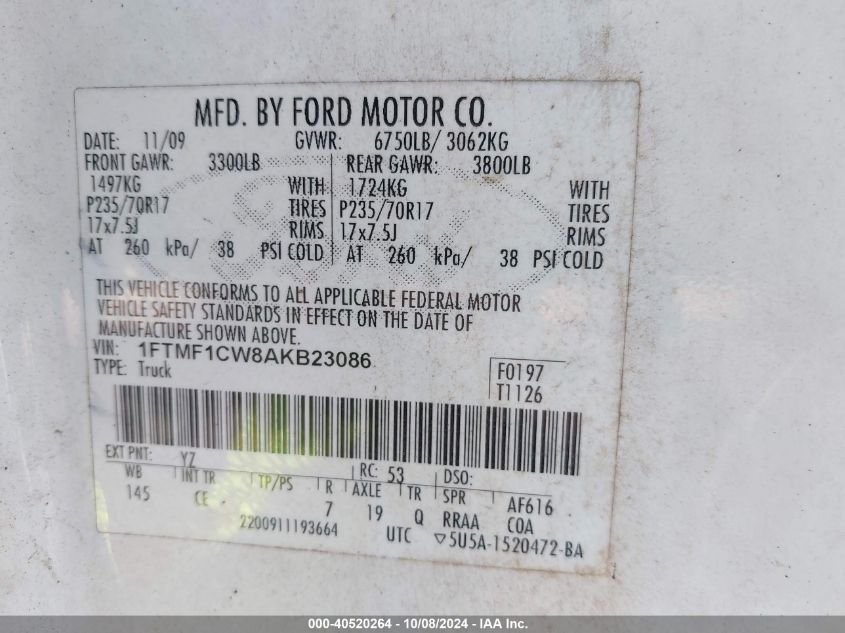 MFD. BY FORD MOTOR CO.
DATE: 11/09 GVWR: 6750LB/ 3062KG
FRONT GAWR: 3300LB REAR GAWR: 3800LB
1497KG WITH 1724KG WITH
P235/70R17 TIRES P235/70R17 TIRES
17x7.5J RIMS 17x7.5J RIMS
AT 260 kPa/ 38 PSI COLD AT 260 kPa/ 38 PSI COLD
THIS VEHICLE CONFORMS TO ALL APPLICABLE FEDERAL MOTOR
VEHICLE SAFETY STANDARDS IN EFFECT ON THE DATE OF
MANUFACTURE SHOWN ABOVE.
VIN: 1FTMF1CW8AKB23086
TYPE: Truck
F0197
T1126
EXT PNT: YZ RC: 53 DSO:
WB INT TR TP/PS R AXLE TR SPR AF616
145 CE 7 19 Q RRAA COA
2200911193664 UTC ▽5U5A-1520472-BA
000-40520264 - 10/08/2024 - IAA Inc.